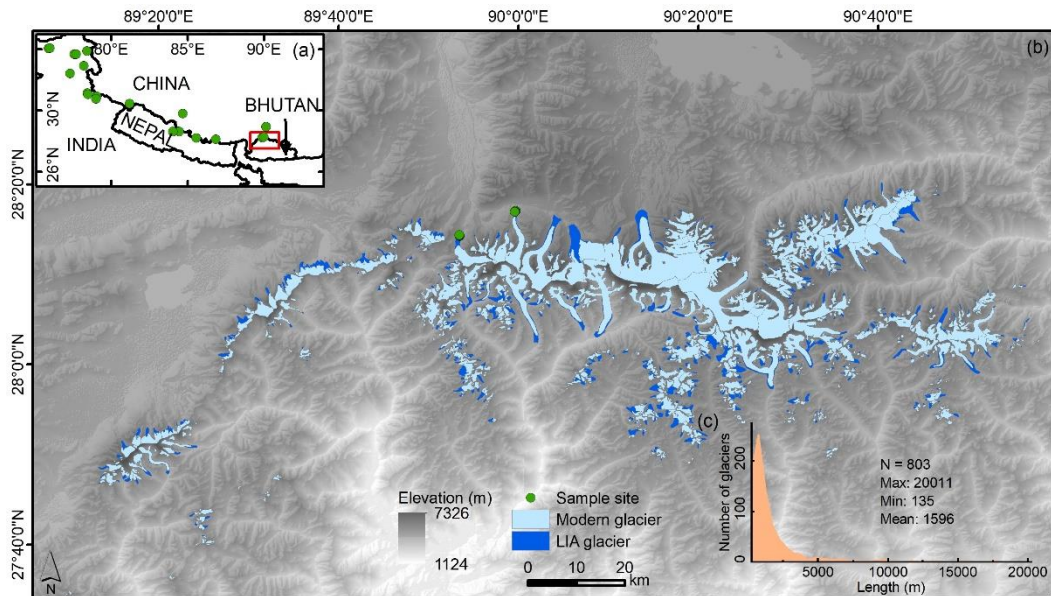 89°20'0"E 89°40'0"E 90°0'0"E 90°20'0"E 90°40'0"E
80°E 85°E 90°E (a)
(b)
CHINA
BHUTAN
30°N
NEPAL
INDIA
26°N
28°20'0"N
28°0'0"N
27°40'0"N
(c)
Number of glaciers
200
100
0
N = 803
Max: 20011
Min: 135
Mean: 1596
5000 10000 15000 20000
Length (m)
Elevation (m)
7326
1124
Sample site
Modern glacier
LIA glacier
0 10 20
km
N